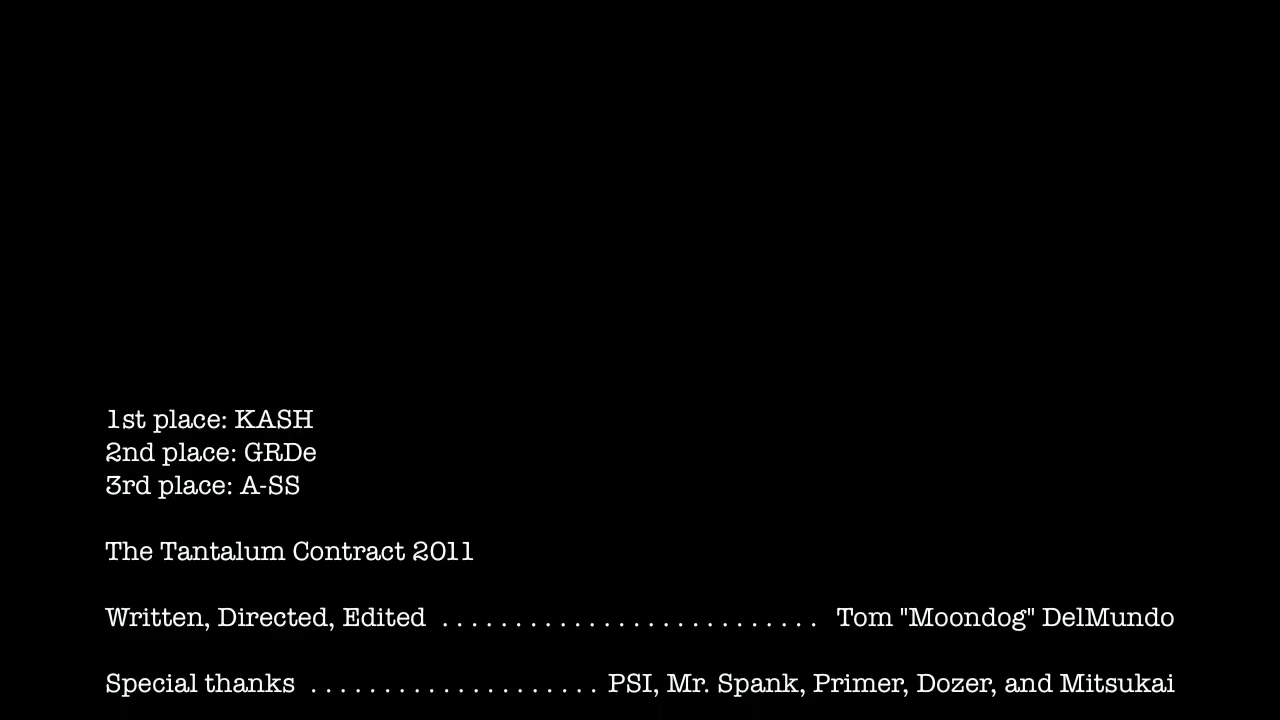 1st place: KASH
2nd place: GRDe
3rd place: A-SS
The Tantalum Contract 2011
Written, Directed, Edited . . . . . . . . . . . . . . . . . . . . . . . . . . Tom "Moondog" DelMundo
Special thanks . . . . . . . . . . . . . . . . . . . . PSI, Mr. Spank, Primer, Dozer, and Mitsukai